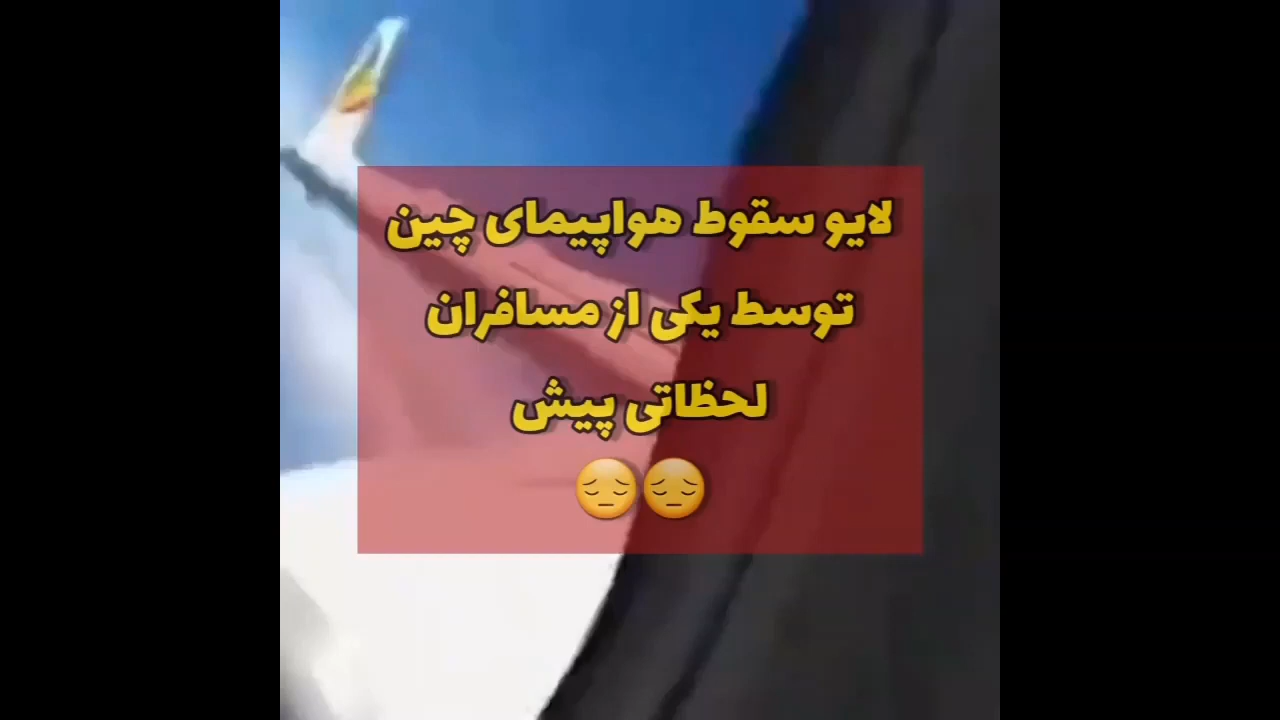 لایو سقوط هواپیمای چین
توسط یکی از مسافران
لحظاتی پیش
😔😔